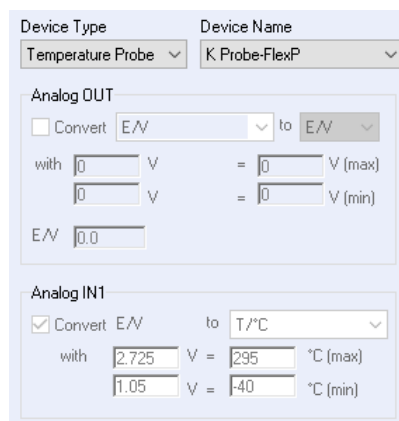 Device Type Device Name
Temperature Probe K Probe-FlexP
Analog OUT
Convert E/V to E/V
with 0 V = 0 V (max)
0 V = 0 V (min)
E/V 0.0
Analog IN1
Convert E/V to T/°C
with 2.725 V = 295 °C (max)
1.05 V = -40 °C (min)